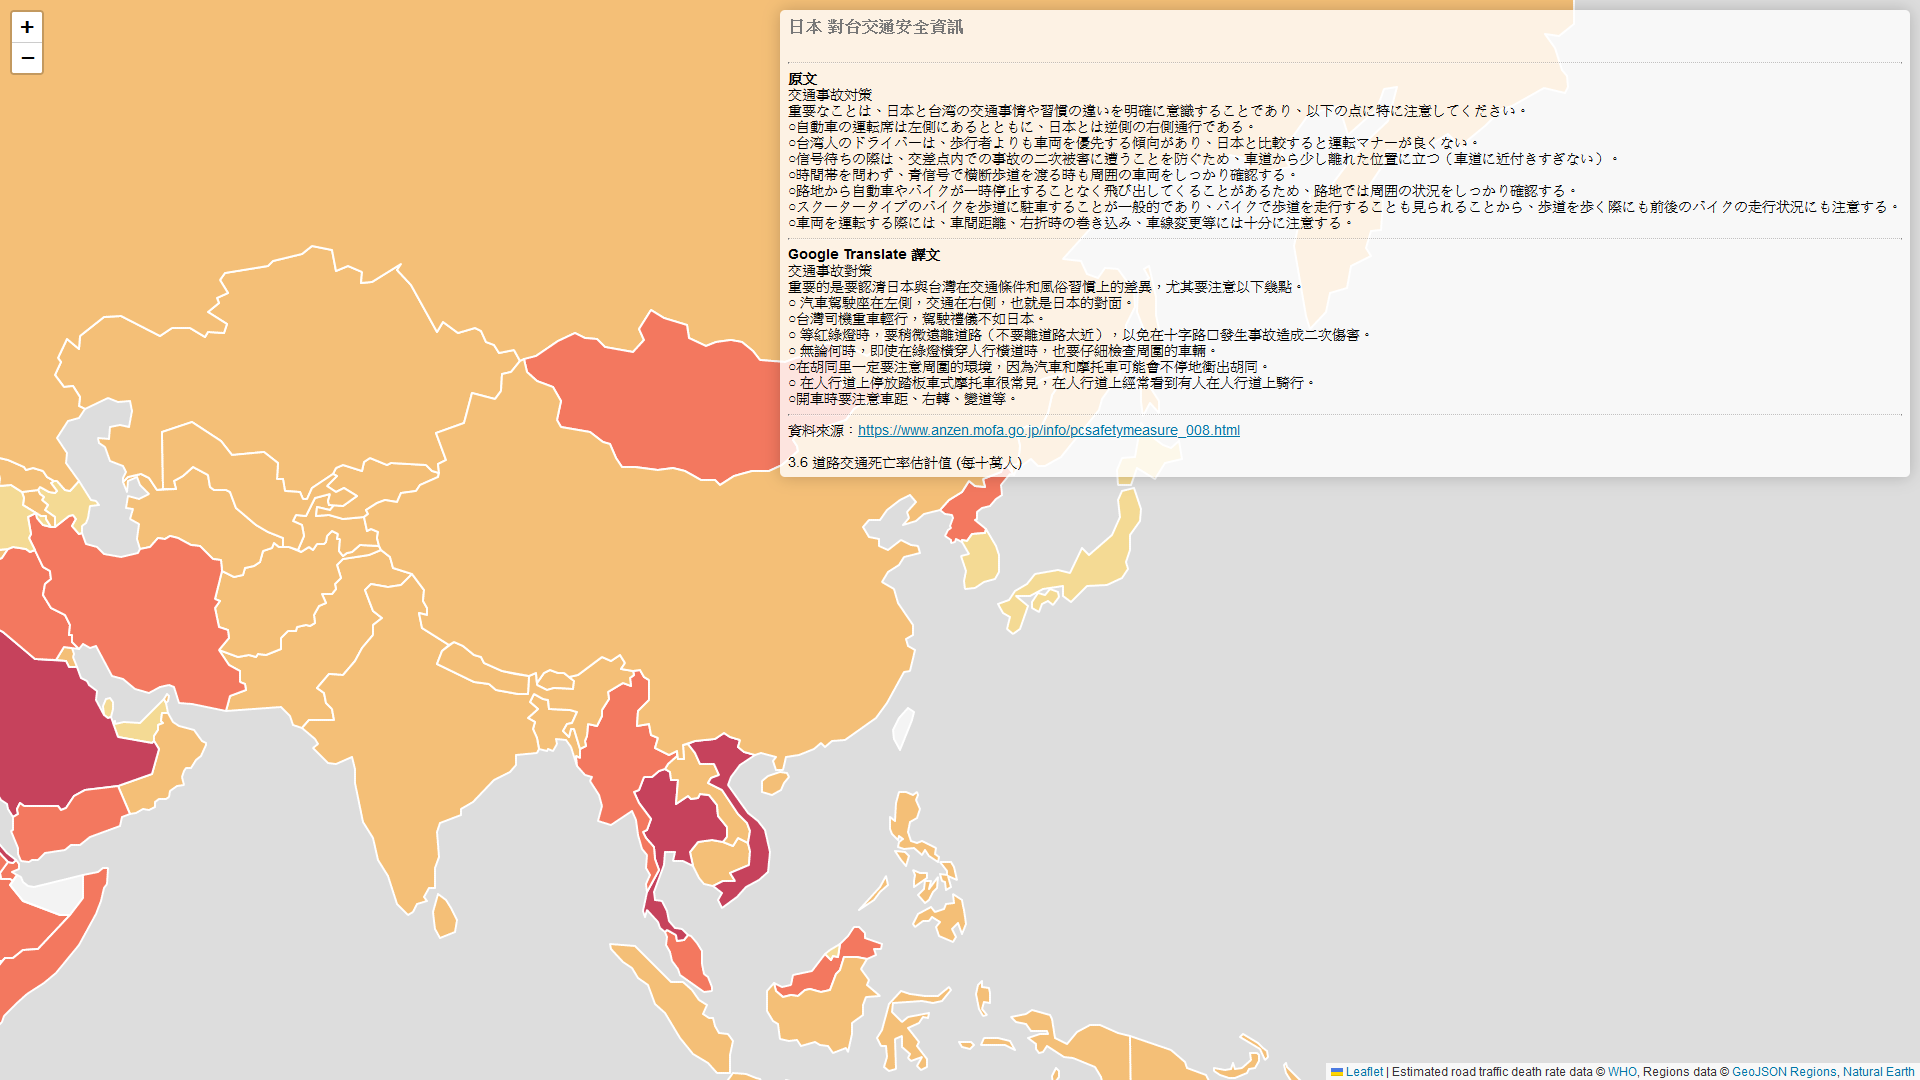 +
−
日本 對台交通安全資訊
原文
交通事故対策
重要なことは、日本と台湾の交通事情や習慣の違いを明確に意識することであり、以下の点に特に注意してください。
○自動車の運転席は左側にあるとともに、日本とは逆側の右側通行である。
○台湾人のドライバーは、歩行者よりも車両を優先する傾向があり、日本と比較すると運転マナーが良くない。
○信号待ちの際は、交差点内での事故の二次被害に遭うことを防ぐため、車道から少し離れた位置に立つ（車道に近付きすぎない）。
○時間帯を問わず、青信号で横断歩道を渡る時も周囲の車両をしっかり確認する。
○路地から自動車やバイクが一時停止することなく飛び出してくることがあるため、路地では周囲の状況をしっかり確認する。
○スクータータイプのバイクを歩道に駐車することが一般的であり、バイクで歩道を走行することも見られることから、歩道を歩く際にも前後のバイクの走行状況にも注意する。
○車両を運転する際には、車間距離、右折時の巻き込み、車線変更等には十分に注意する。
Google Translate 譯文
交通事故對策
重要的是要認清日本與台灣在交通條件和風俗習慣上的差異，尤其要注意以下幾點。
○ 汽車駕駛座在左側，交通在右側，也就是日本的對面。
○台灣司機重車輕行，駕駛禮儀不如日本。
○ 等紅綠燈時，要稍微遠離道路（不要離道路太近），以免在十字路口發生事故造成二次傷害。
○ 無論何時，即使在綠燈橫穿人行橫道時，也要仔細檢查周圍的車輛。
○在胡同里一定要注意周圍的環境，因為汽車和摩托車可能會不停地衝出胡同。
○ 在人行道上停放踏板車式摩托車很常見，在人行道上經常看到有人在人行道上騎行。
○開車時要注意車距、右轉、變道等。
資料來源：https://www.anzen.mofa.go.jp/info/pcsafetymeasure_008.html
3.6 道路交通死亡率估計值 (每十萬人)
Leaflet | Estimated road traffic death rate data © WHO, Regions data © GeoJSON Regions, Natural Earth